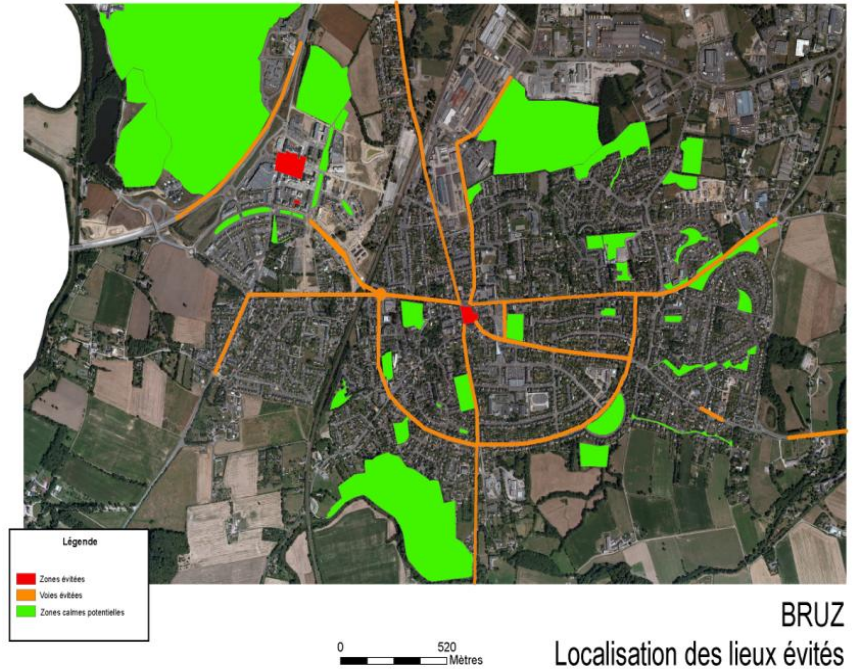 Légende
Zones évitées
Voies évitées
Zones calmes potentielles
0 520
Mètres
BRUZ
Localisation des lieux évités